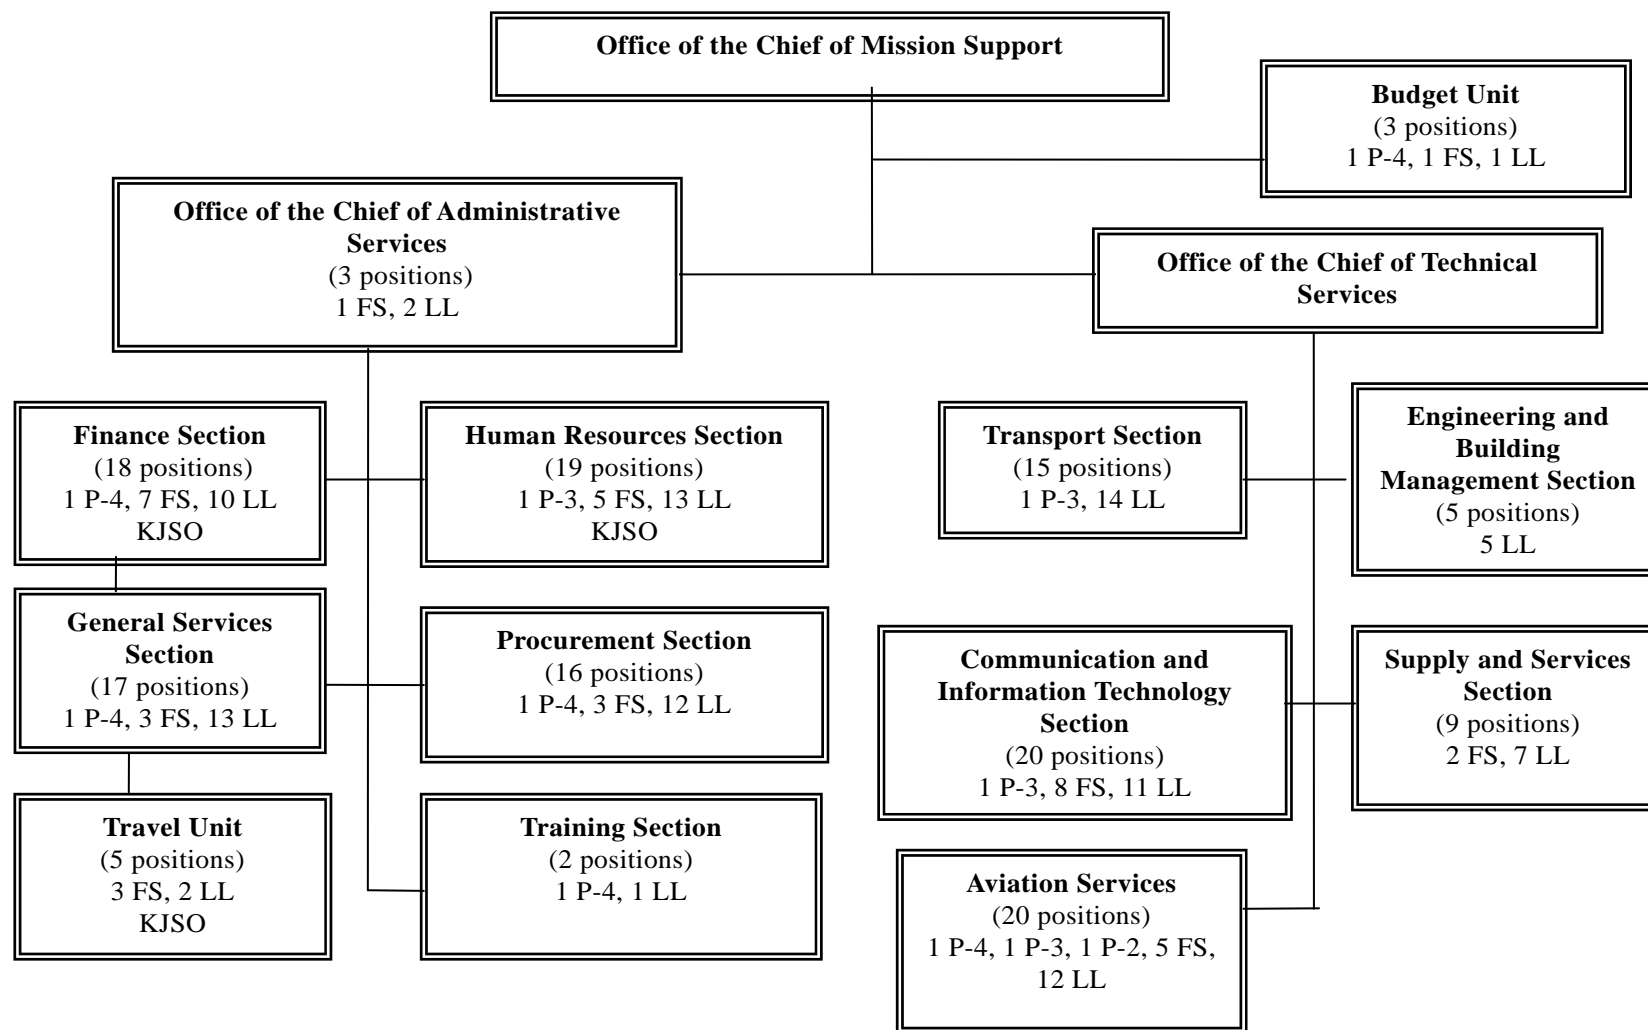 Office of the Chief of Mission Support
Budget Unit
(3 positions)
1 P-4, 1 FS, 1 LL
Office of the Chief of Administrative
Services
(3 positions)
1 FS, 2 LL
Office of the Chief of Technical
Services
Finance Section
(18 positions)
1 P-4, 7 FS, 10 LL
KJSO
Human Resources Section
(19 positions)
1 P-3, 5 FS, 13 LL
KJSO
Transport Section
(15 positions)
1 P-3, 14 LL
Engineering and
Building
Management Section
(5 positions)
5 LL
General Services
Section
(17 positions)
1 P-4, 3 FS, 13 LL
Procurement Section
(16 positions)
1 P-4, 3 FS, 12 LL
Communication and
Information Technology
Section
(20 positions)
1 P-3, 8 FS, 11 LL
Supply and Services
Section
(9 positions)
2 FS, 7 LL
Travel Unit
(5 positions)
3 FS, 2 LL
KJSO
Training Section
(2 positions)
1 P-4, 1 LL
Aviation Services
(20 positions)
1 P-4, 1 P-3, 1 P-2, 5 FS,
12 LL